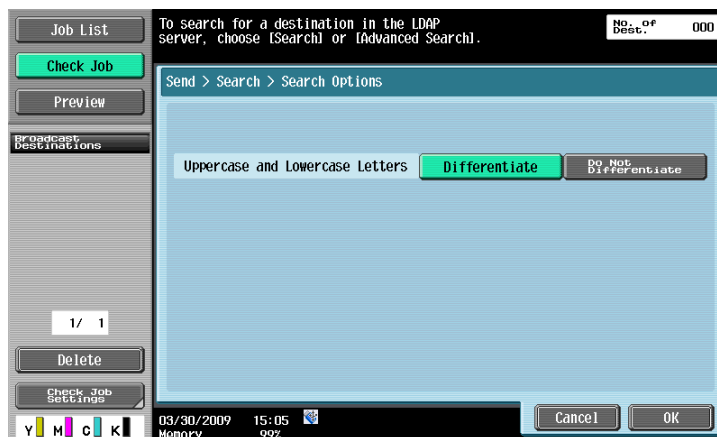 Job List
Check Job
Preview
Broadcast
Destinations
1/ 1
Delete
Check Job
Settings
Y M C K
To search for a destination in the LDAP
server, choose [Search] or [Advanced Search].
No. of
Dest. 000
Send > Search > Search Options
Uppercase and Lowercase Letters
Differentiate
Do Not
Differentiate
03/30/2009 15:05
Memory 99%
Cancel
OK